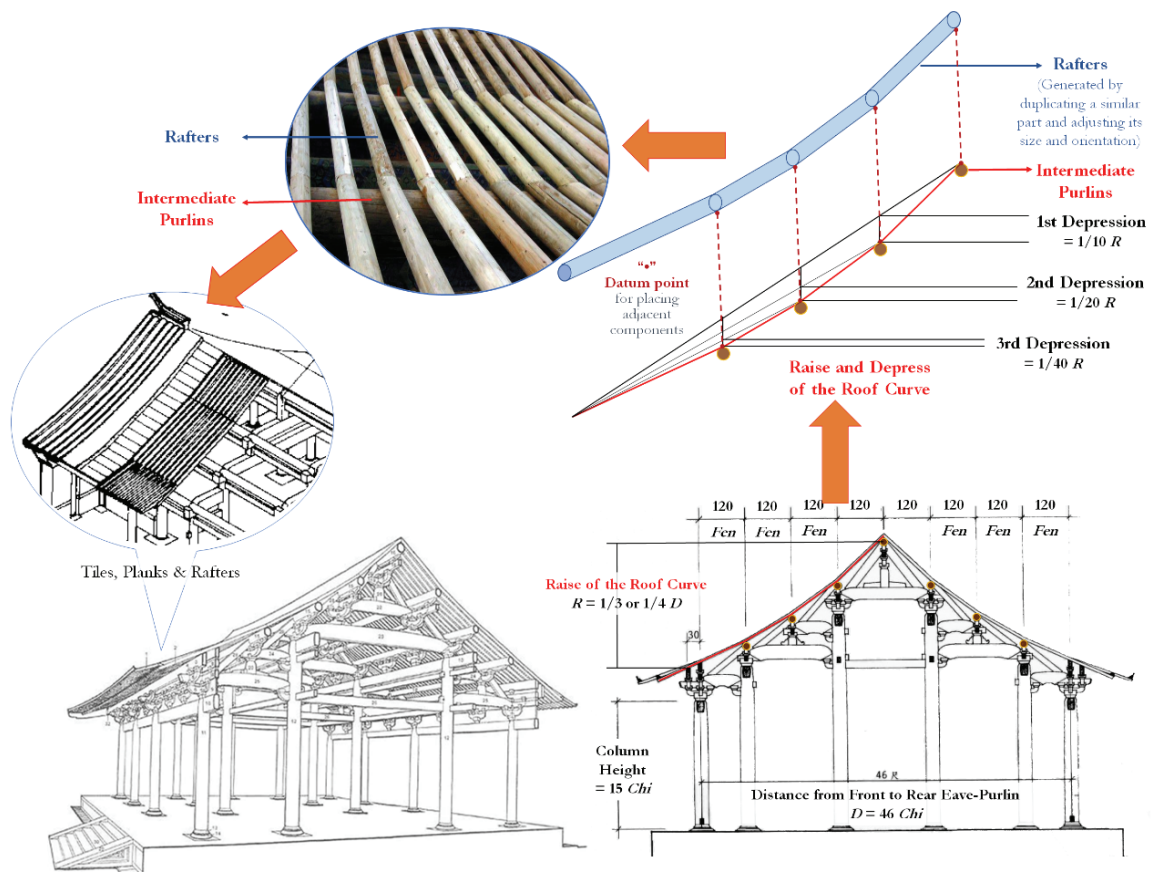 Rafters
(Generated by
duplicating a similar
part and adjusting its
size and orientation)
Rafters
Intermediate
Purlins
Intermediate
Purlins
1st Depression
= 1/10 R
"•"
Datum point
for placing
adjacent
components
2nd Depression
= 1/20 R
3rd Depression
= 1/40 R
Raise and Depress
of the Roof Curve
Tiles, Planks & Rafters
120 120 120 120 120 120 120 120
Fen Fen Fen Fen Fen Fen
Raise of the Roof Curve
R = 1/3 or 1/4 D
30
Column
Height
= 15 Chi
46 R
Distance from Front to Rear Eave-Purlin
D = 46 Chi